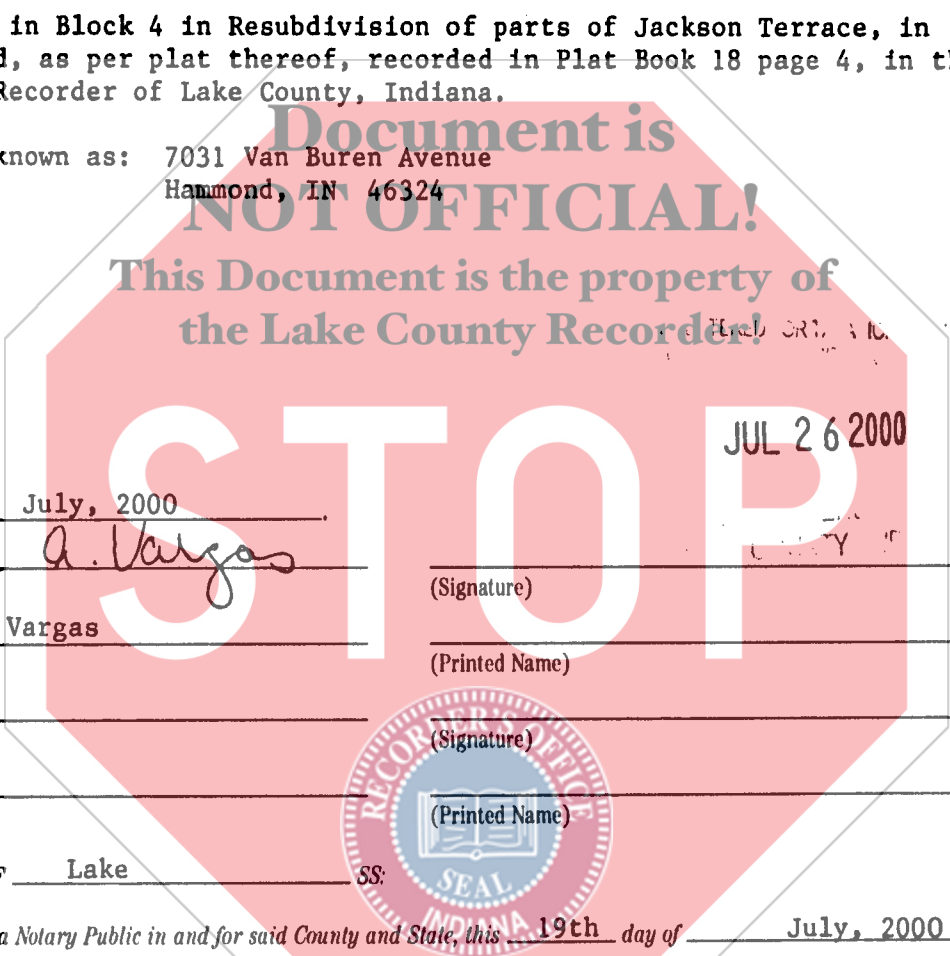 in Block 4 in Resubdivision of parts of Jackson Terrace, in
as per plat thereof, recorded in Plat Book 18 page 4, in
Recorder of Lake County, Indiana.
Document is
known as: 7031 Van Buren Avenue
Hammond, IN 46324
NOT OFFICIAL!
This Document is the property of
the Lake County Recorder!
JUL 26 2000
STOP
July, 2000
a. Vargas
(Signature)
Vargas
(Printed Name)
RECORDER'S OFFICE
(Signature)
(Printed Name)
Lake SS:
SEAL
INDIANA
a Notary Public in and for said County and State, this 19th day of July, 2000